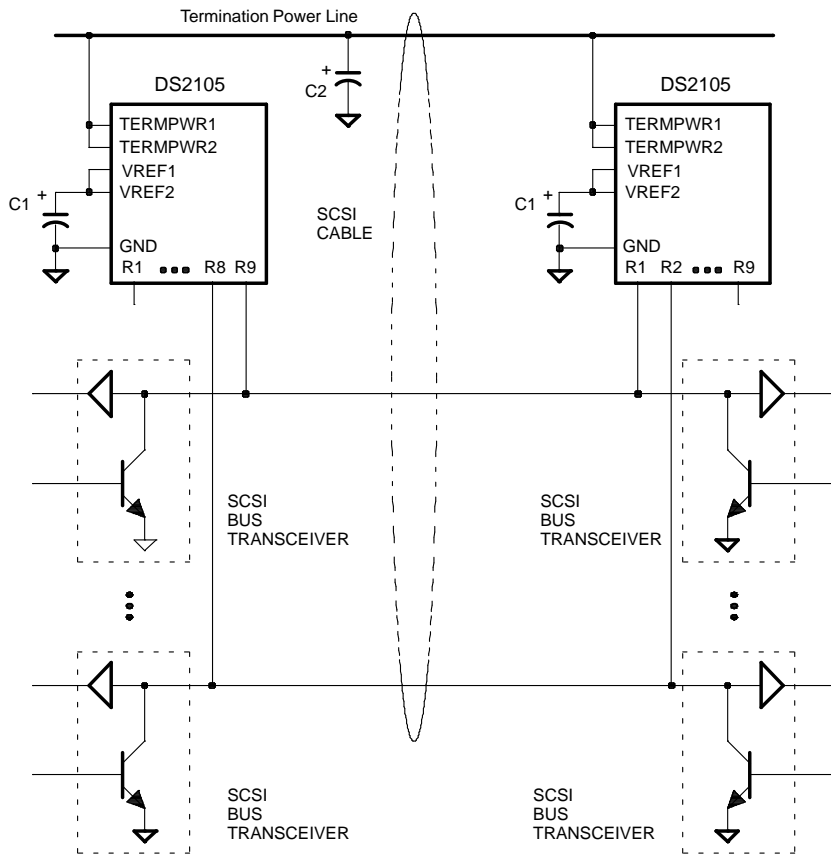 Termination Power Line
DS2105
+
C2
DS2105
TERMPWR1
TERMPWR2
VREF1
VREF2
GND
R1 R8 R9
+
C1
SCSI
CABLE
TERMPWR1
TERMPWR2
VREF1
VREF2
GND
R1 R2 R9
+
C1
SCSI
BUS
TRANSCEIVER
SCSI
BUS
TRANSCEIVER
SCSI
BUS
TRANSCEIVER
SCSI
BUS
TRANSCEIVER